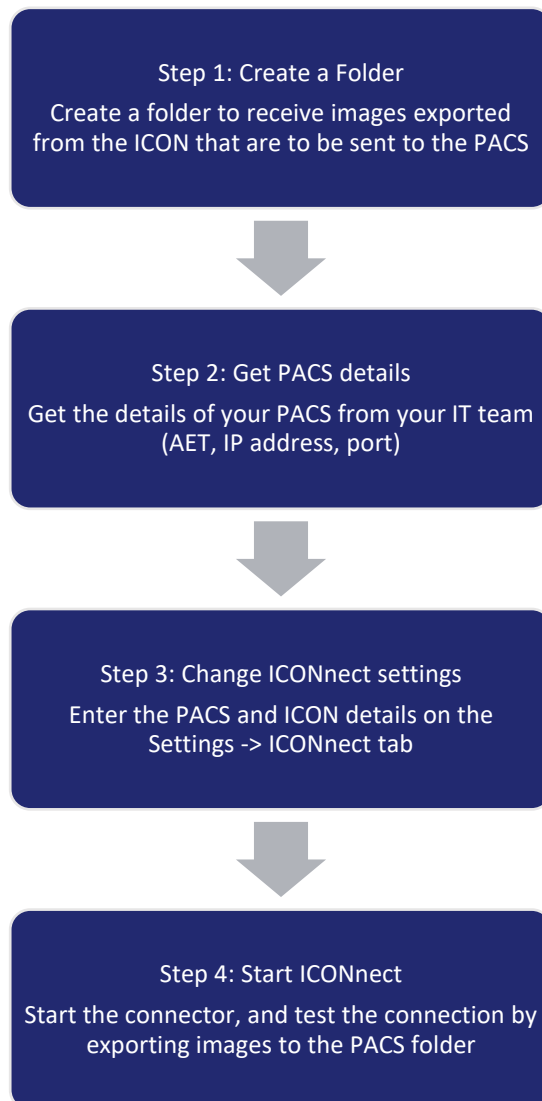 Step 1: Create a Folder
Create a folder to receive images exported
from the ICON that are to be sent to the PACS
Step 2: Get PACS details
Get the details of your PACS from your IT team
(AET, IP address, port)
Step 3: Change ICONnect settings
Enter the PACS and ICON details on the
Settings -> ICONnect tab
Step 4: Start ICONnect
Start the connector, and test the connection by
exporting images to the PACS folder